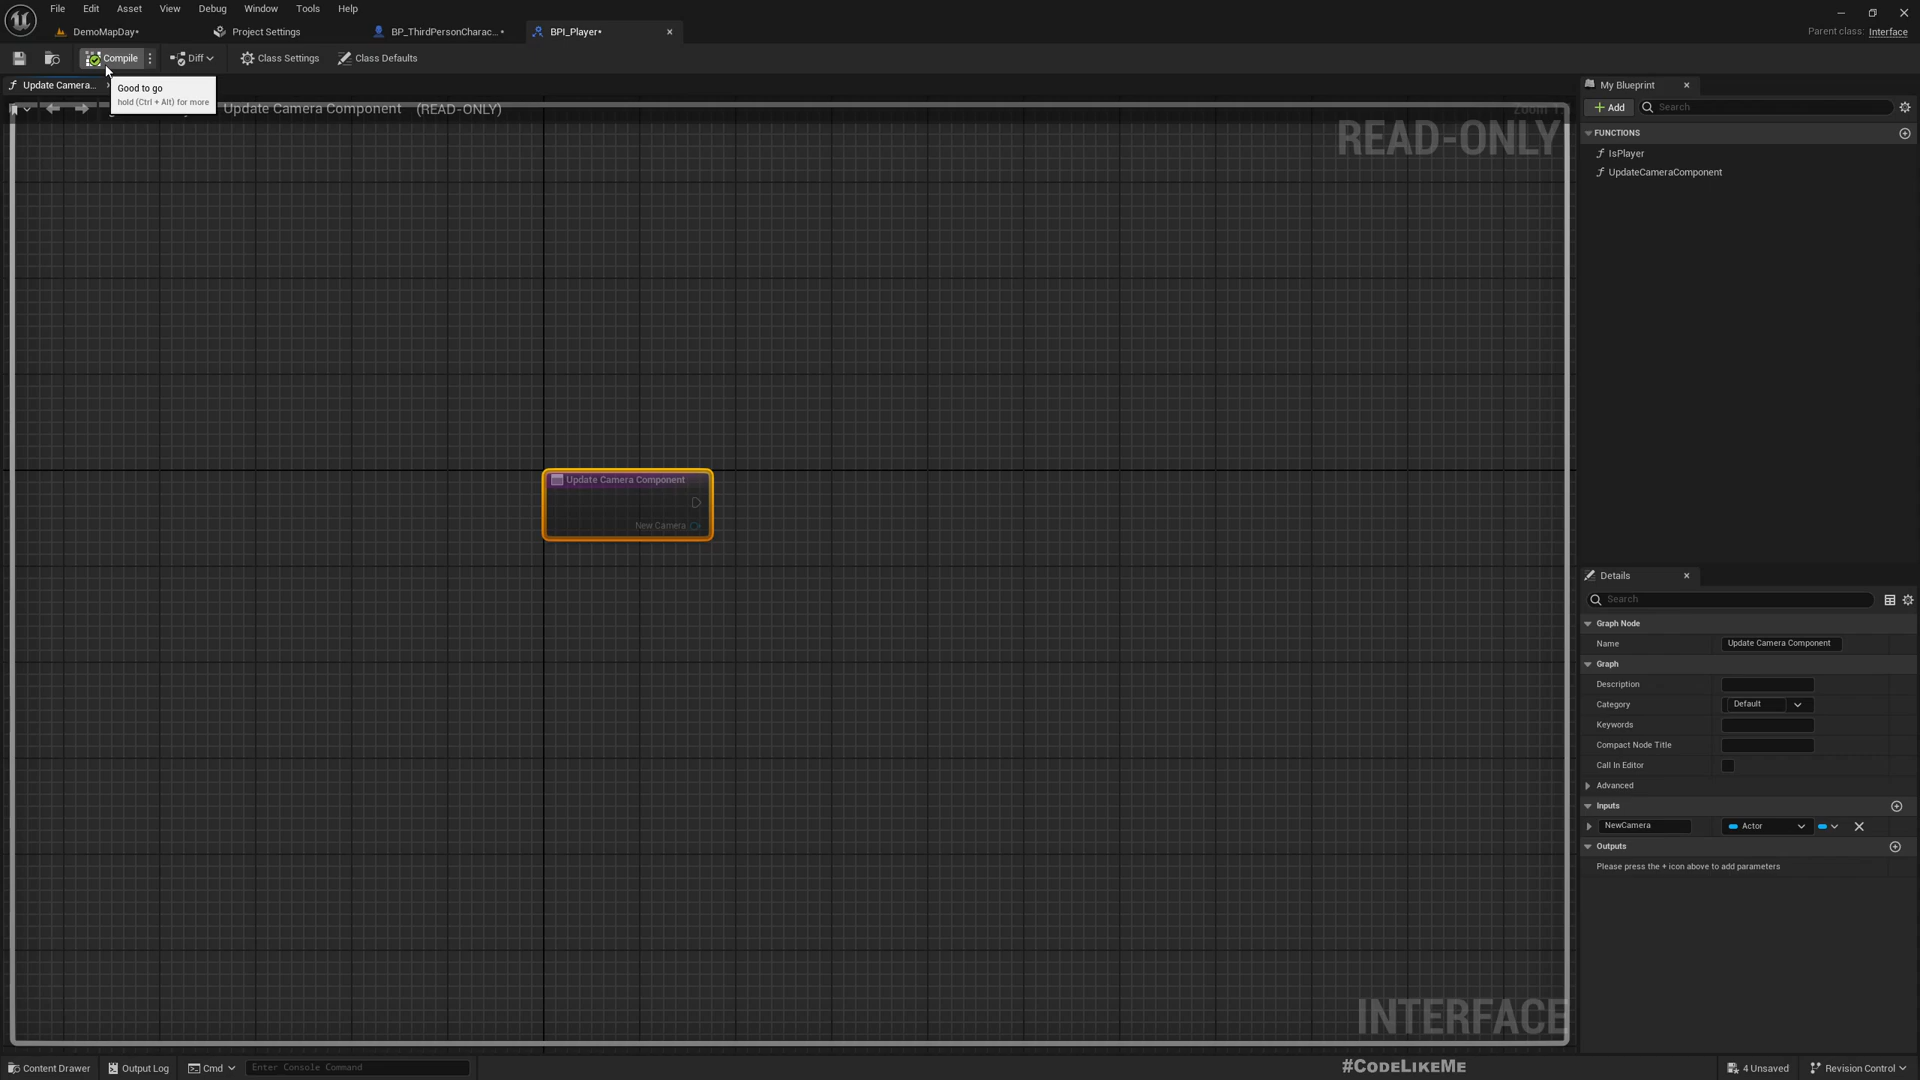 File Edit Asset View Debug Window Tools Help
DemoMapDay•
Project Settings
BP_ThirdPersonCharac...•
BPI_Player•
Parent class: Interface
Compile
Diff
Class Settings
Class Defaults
Update Camera...
Good to go
hold (Ctrl + Alt) for more
Update Camera Component (READ-ONLY)
READ-ONLY
Update Camera Component
New Camera
INTERFACE
My Blueprint
Add
Search
FUNCTIONS
IsPlayer
UpdateCameraComponent
Details
Search
Graph Node
Name Update Camera Component
Graph
Description
Category Default
Keywords
Compact Node Title
Call In Editor
Advanced
Inputs
NewCamera Actor
Outputs
Please press the + icon above to add parameters
Content Drawer
Output Log
Cmd
Enter Console Command
#CodeLikeMe
4 Unsaved
Revision Control